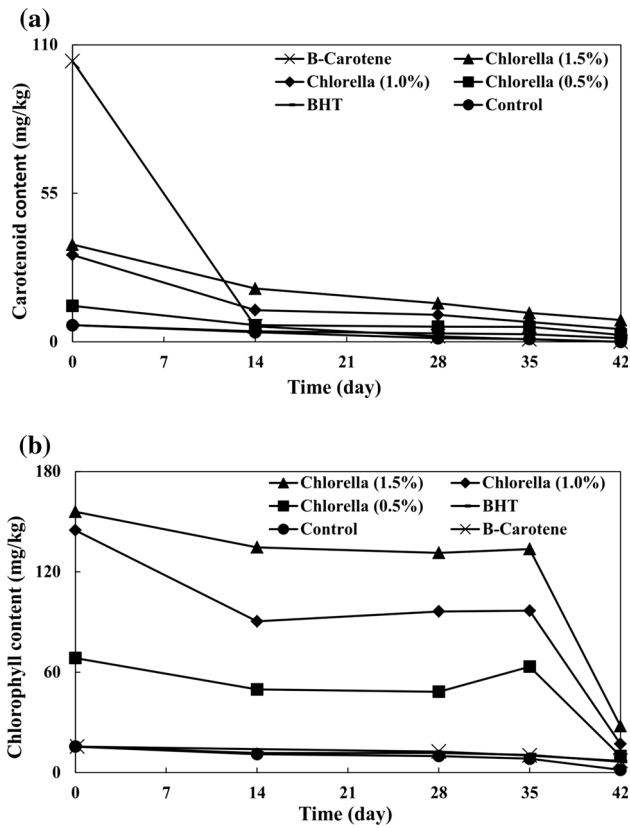 (a)
110
55
0
Carotenoid content (mg/kg)
B-Carotene
Chlorella (1.5%)
Chlorella (1.0%)
Chlorella (0.5%)
BHT
Control
0 7 14 21 28 35 42
Time (day)
(b)
180
120
60
0
Chlorophyll content (mg/kg)
Chlorella (1.5%)
Chlorella (1.0%)
Chlorella (0.5%)
BHT
Control
B-Carotene
0 7 14 21 28 35 42
Time (day)